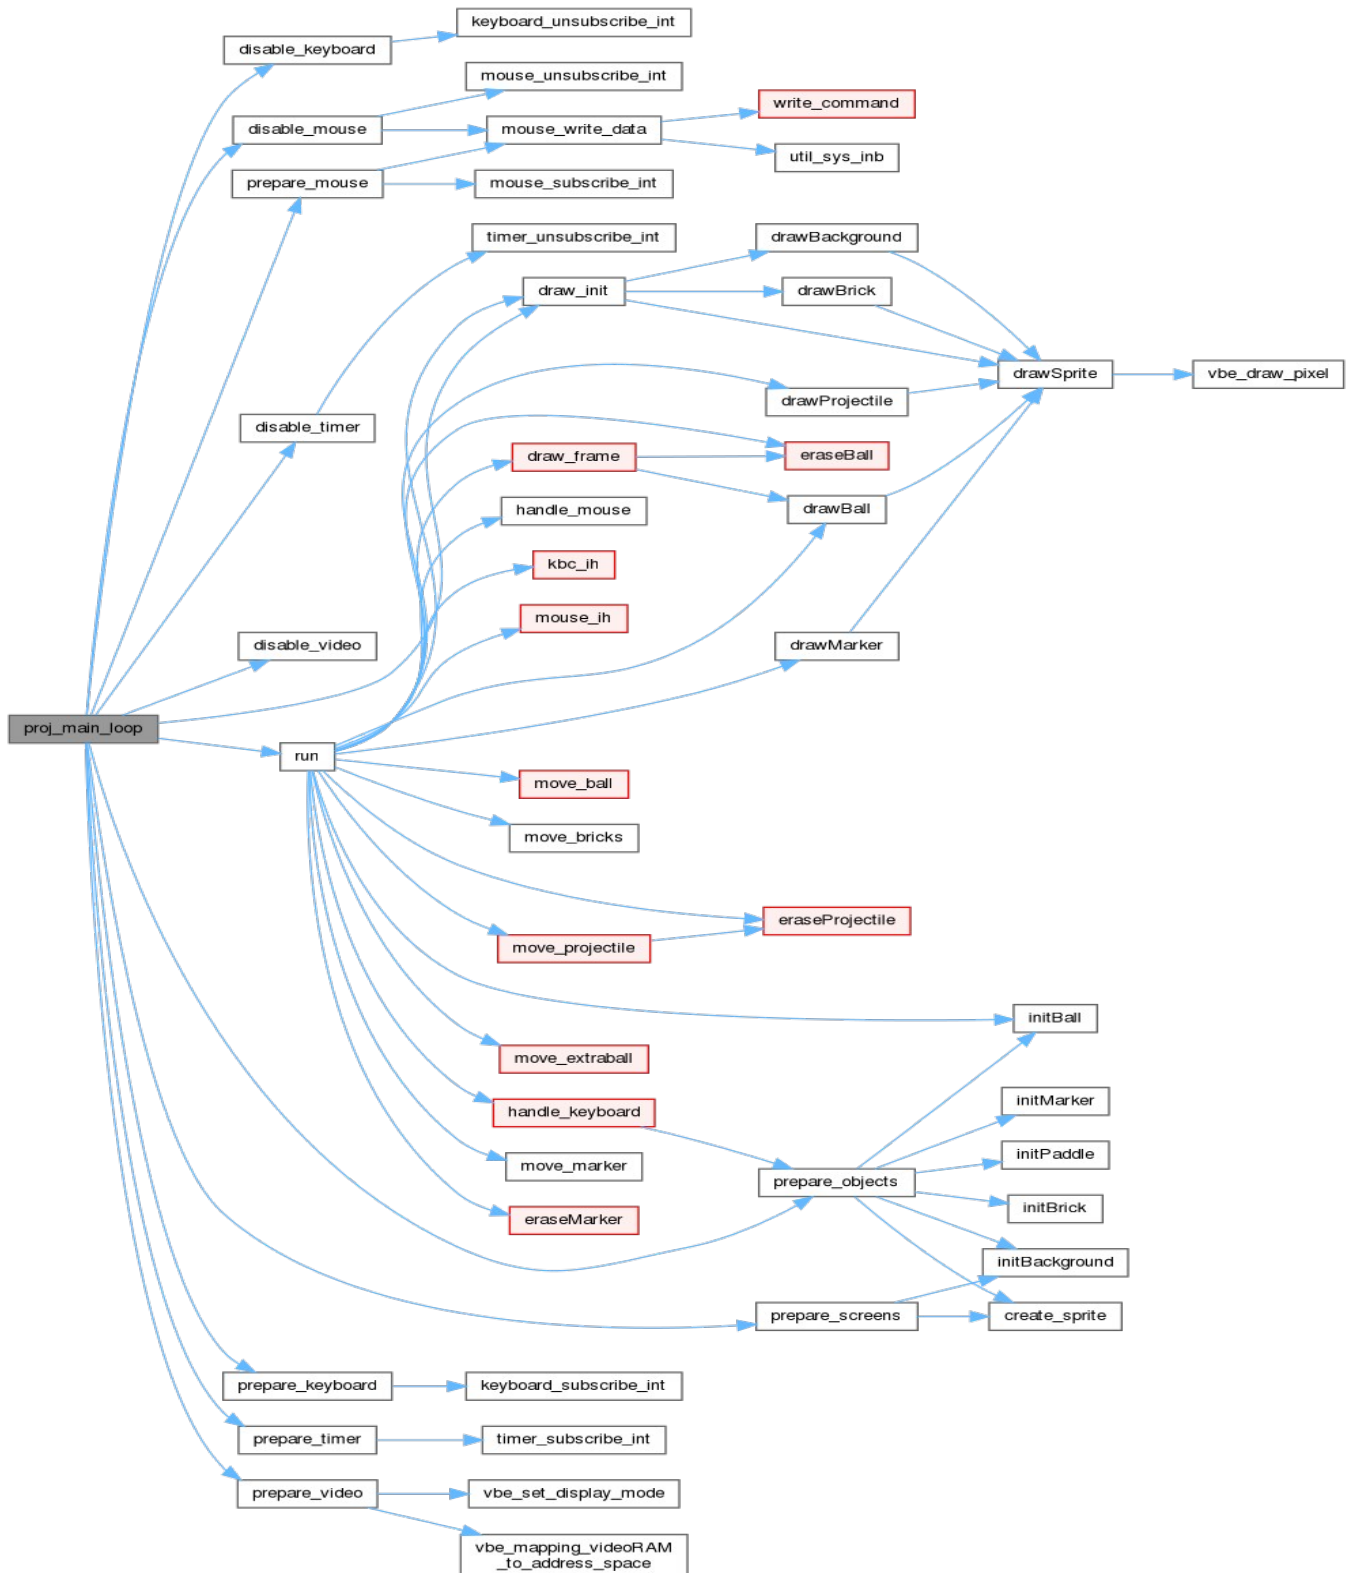 keyboard_unsubscribe_int
disable_keyboard
mouse_unsubscribe_int
write_command
disable_mouse
mouse_write_data
util_sys_inb
prepare_mouse
mouse_subscribe_int
timer_unsubscribe_int
drawBackground
draw_init
drawBrick
drawSprite
vbe_draw_pixel
drawProjectile
disable_timer
draw_frame
eraseBall
handle_mouse
drawBall
kbc_ih
mouse_ih
disable_video
drawMarker
proj_main_loop
run
move_ball
move_bricks
eraseProjectile
move_projectile
initBall
move_extraball
initMarker
handle_keyboard
initPaddle
move_marker
prepare_objects
initBrick
eraseMarker
initBackground
prepare_screens
create_sprite
prepare_keyboard
keyboard_subscribe_int
prepare_timer
timer_subscribe_int
prepare_video
vbe_set_display_mode
vbe_mapping_videoRAM
_to_address_space